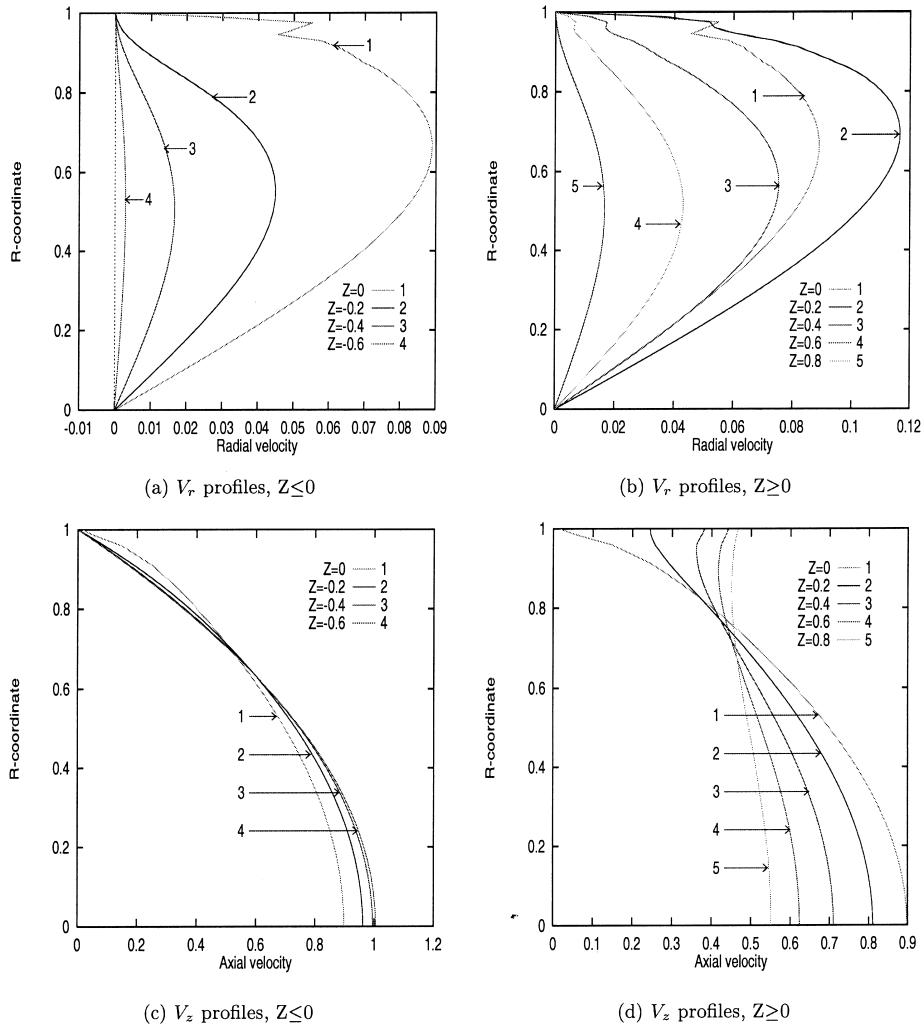 R-coordinate
1
0.8
0.6
0.4
0.2
0
1
2
3
4
Z=0 1
Z=-0.2 2
Z=-0.4 3
Z=-0.6 4
-0.01 0 0.01 0.02 0.03 0.04 0.05 0.06 0.07 0.08 0.09
Radial velocity
(a) Vr profiles, Z≤0
R-coordinate
1
0.8
0.6
0.4
0.2
0
1
2
3
5
4
Z=0 1
Z=0.2 2
Z=0.4 3
Z=0.6 4
Z=0.8 5
0 0.02 0.04 0.06 0.08 0.1 0.12
Radial velocity
(b) Vr profiles, Z≥0
R-coordinate
1
0.8
0.6
0.4
0.2
0
Z=0 1
Z=-0.2 2
Z=-0.4 3
Z=-0.6 4
1
2
3
4
0 0.2 0.4 0.6 0.8 1 1.2
Axial velocity
(c) Vz profiles, Z≤0
R-coordinate
1
0.8
0.6
0.4
0.2
0
Z=0 1
Z=0.2 2
Z=0.4 3
Z=0.6 4
Z=0.8 5
1
2
3
4
5
0 0.1 0.2 0.3 0.4 0.5 0.6 0.7 0.8 0.9
Axial velocity
(d) Vz profiles, Z≥0